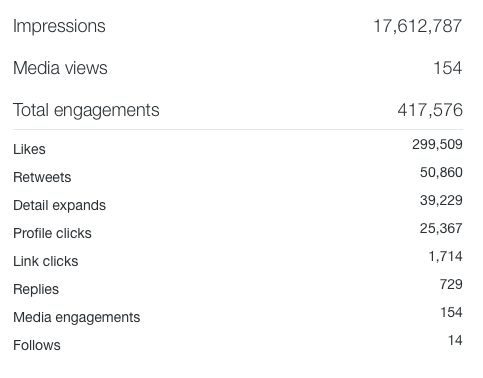 Impressions 17,612,787
Media views 154
Total engagements 417,576
Likes 299,509
Retweets 50,860
Detail expands 39,229
Profile clicks 25,367
Link clicks 1,714
Replies 729
Media engagements 154
Follows 14